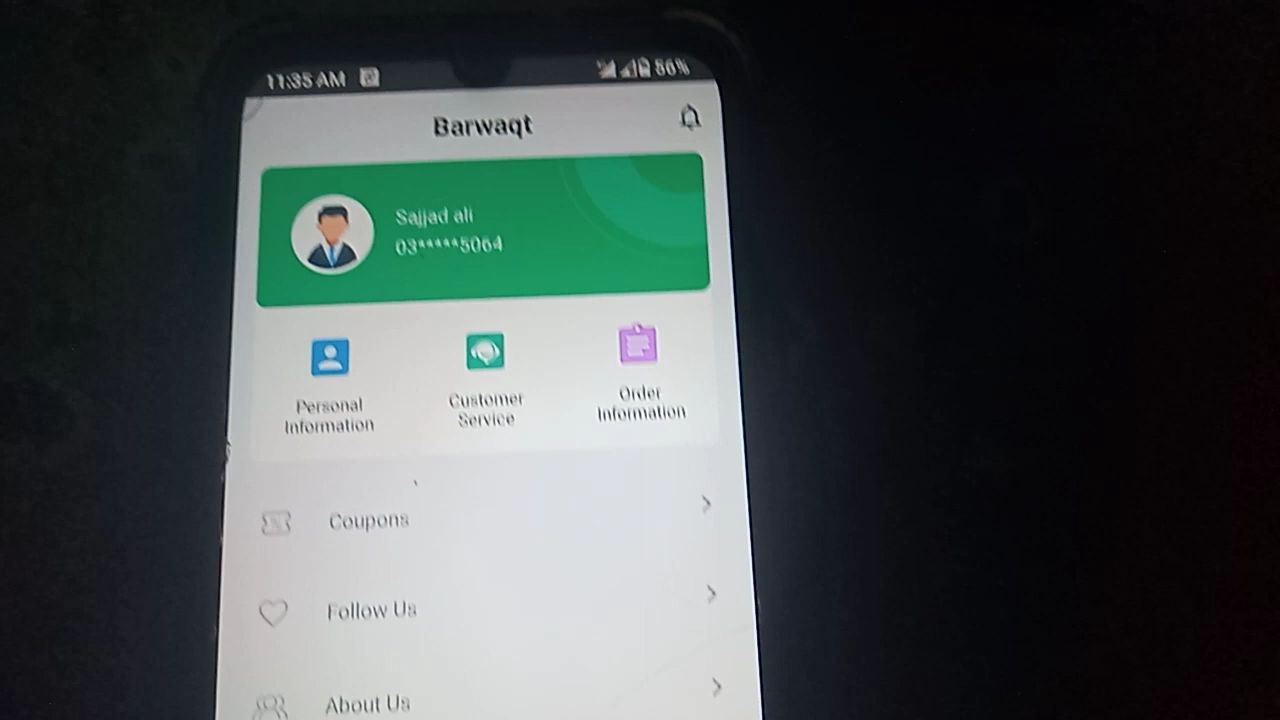 11:35 AM 56%
Barwaqt
Sajjad ali
03*****5064
Personal
Information
Customer
Service
Order
Information
Coupons
Follow Us
About Us